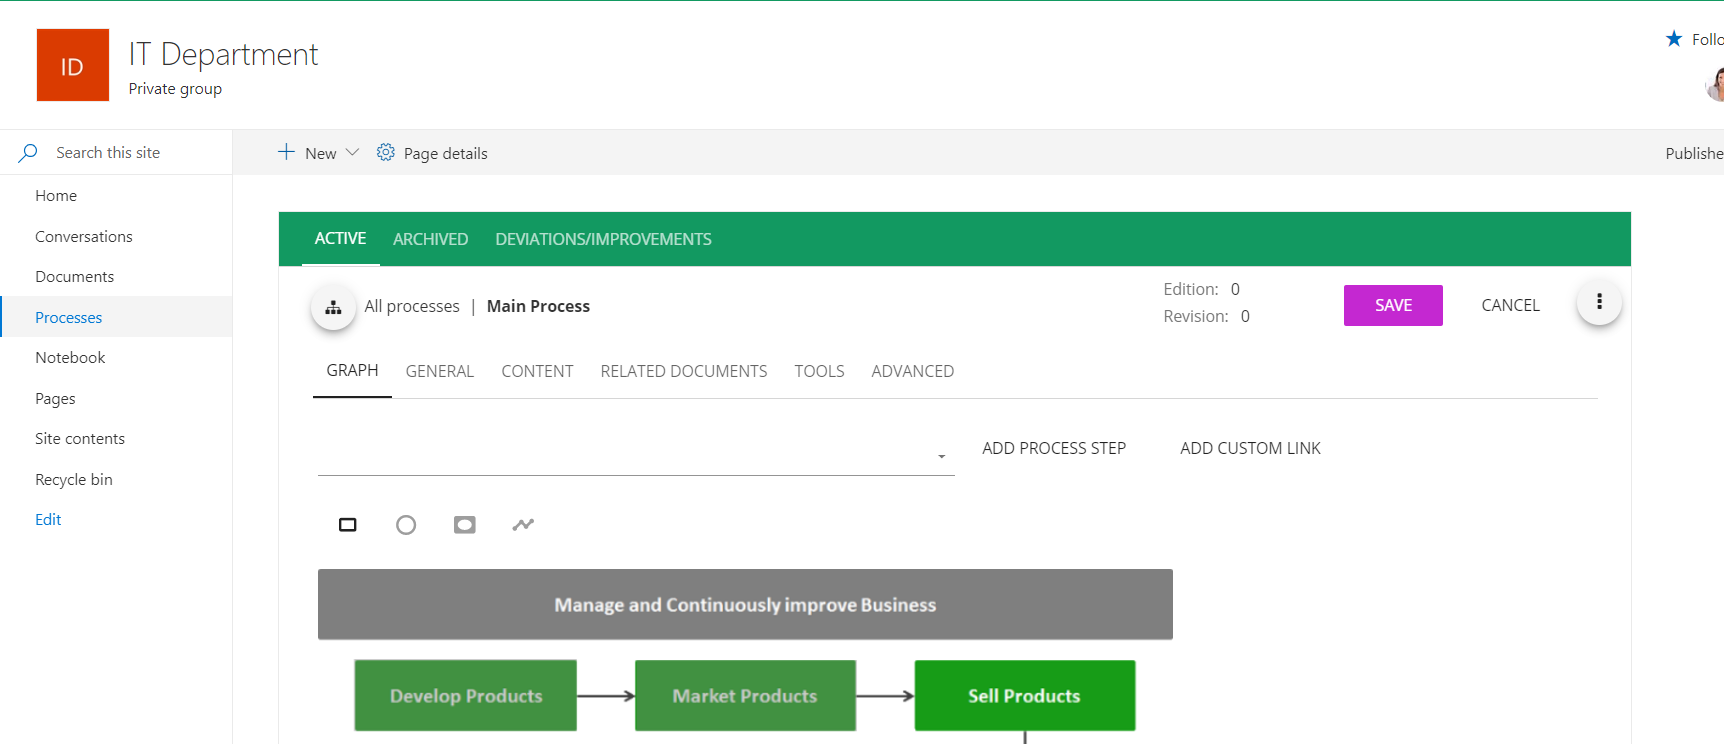 ID
IT Department
Private group
Follo
Search this site
New
Page details
Publishe
Home
Conversations
Documents
Processes
Notebook
Pages
Site contents
Recycle bin
Edit
ACTIVE ARCHIVED DEVIATIONS/IMPROVEMENTS
All processes | Main Process
Edition: 0
Revision: 0
SAVE
CANCEL
GRAPH GENERAL CONTENT RELATED DOCUMENTS TOOLS ADVANCED
ADD PROCESS STEP ADD CUSTOM LINK
Manage and Continuously improve Business
Develop Products Market Products Sell Products